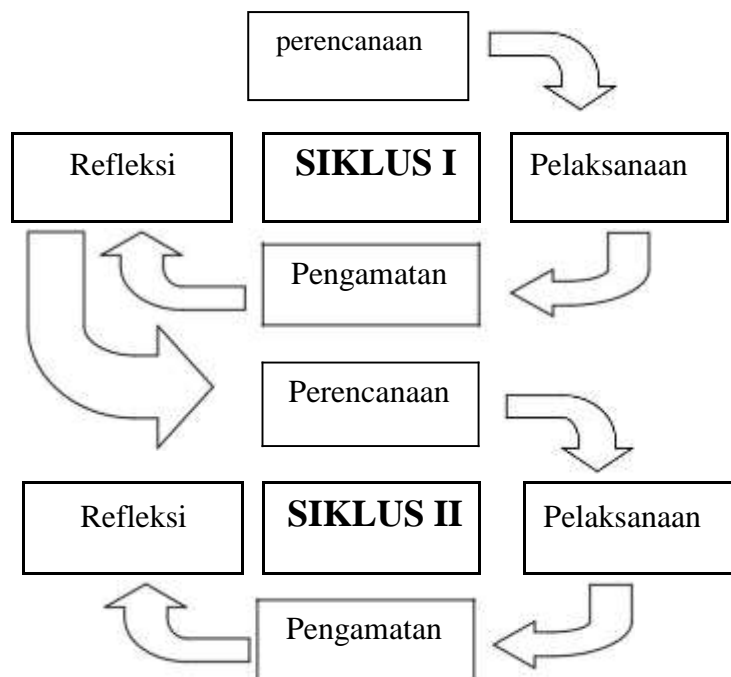 perencanaan
Refleksi
SIKLUS I
Pelaksanaan
Pengamatan
Perencanaan
Refleksi
SIKLUS II
Pelaksanaan
Pengamatan